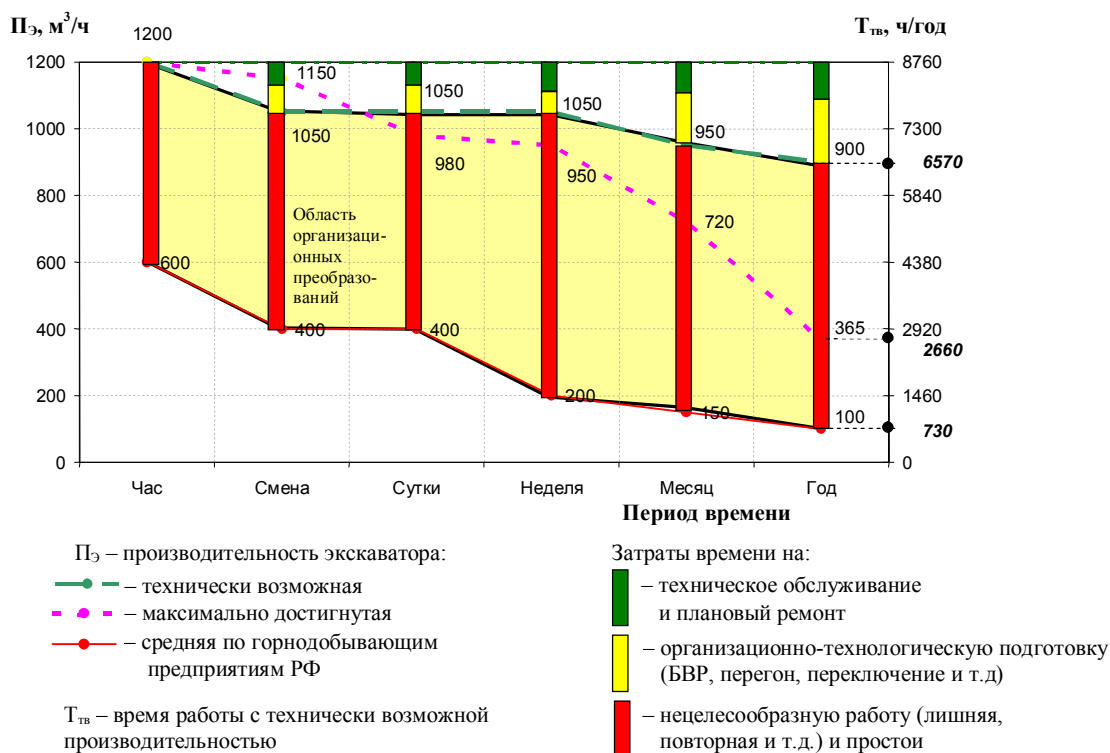 Пэ, м³/ч
Ттв, ч/год
1200
1200
1150
1050
1050
8760
1000
1050
980
950
950
900
7300
6570
800
Область
организаци-
онных
преобразо-
ваний
720
5840
600
600
4380
400
400
400
365
2920
2660
200
200
150
100
1460
730
0
0
Час
Смена
Сутки
Неделя
Месяц
Год
Период времени
Пэ – производительность экскаватора:
– технически возможная
– максимально достигнутая
– средняя по горнодобывающим
предприятиям РФ
Ттв – время работы с технически возможной
производительностью
Затраты времени на:
– техническое обслуживание
и плановый ремонт
– организационно-технологическую подготовку
(БВР, перегон, переключение и т.д)
– нецелесообразную работу (лишняя,
повторная и т.д.) и простои